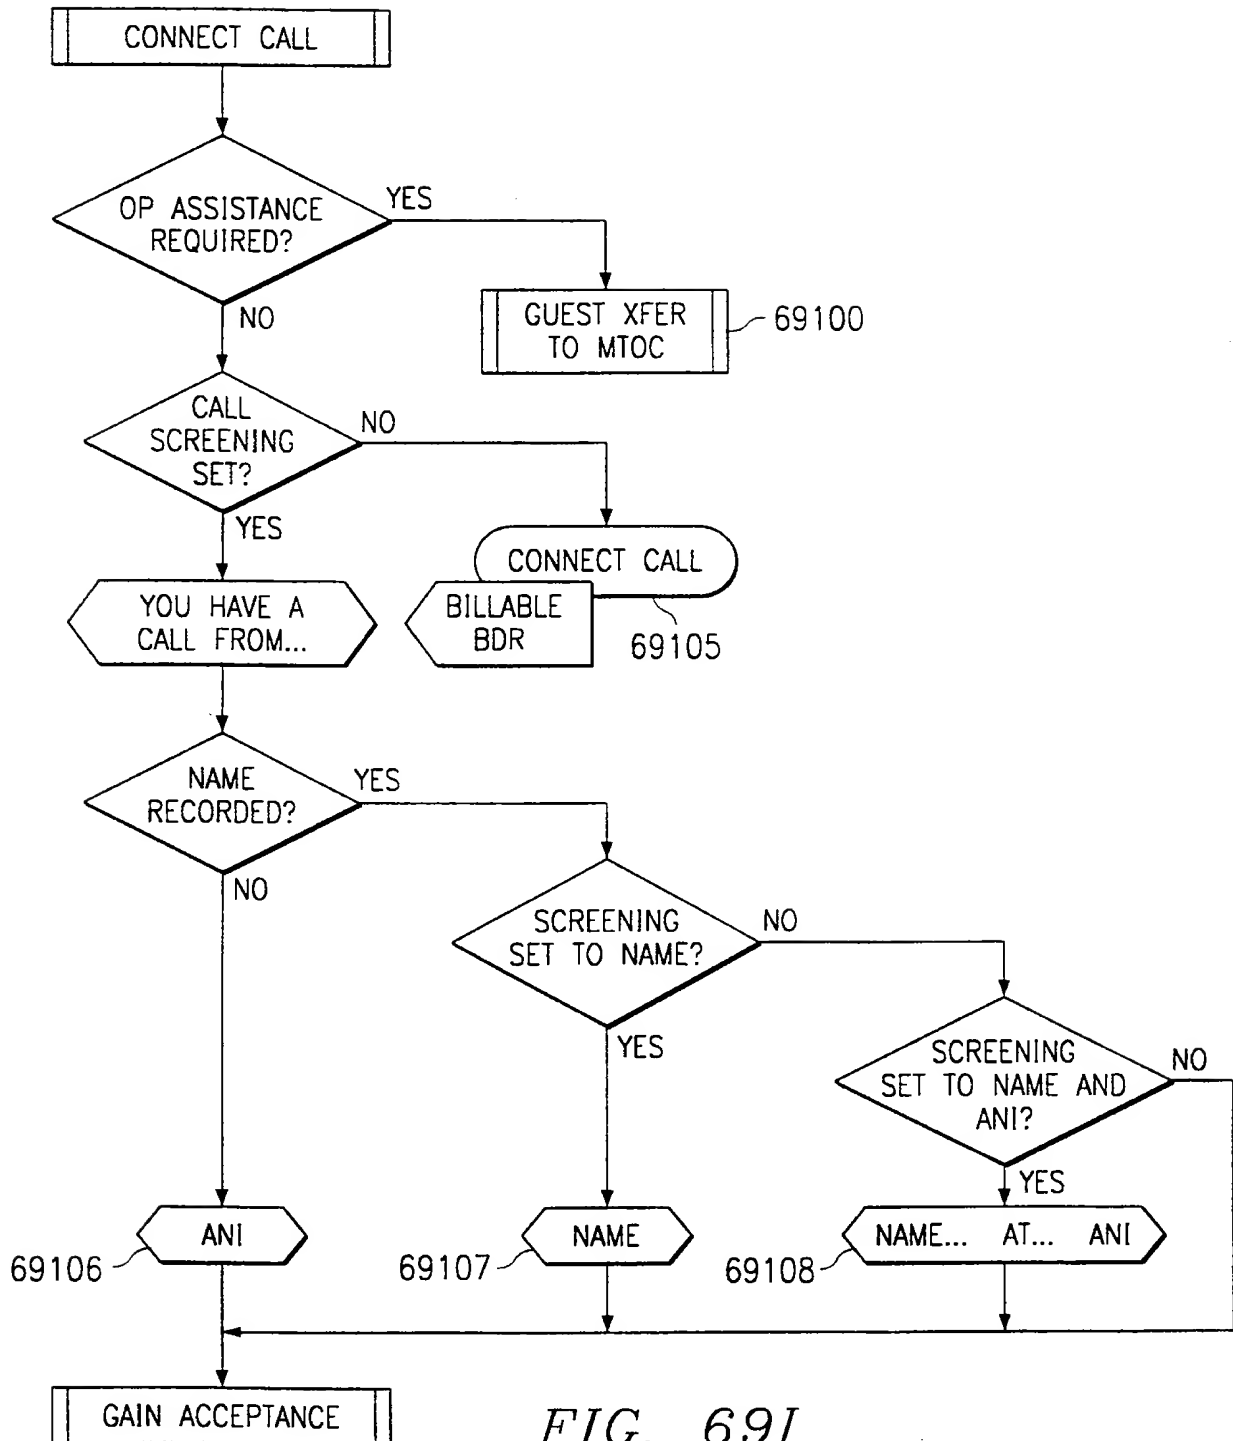 CONNECT CALL
OP ASSISTANCE
REQUIRED?
YES
NO
GUEST XFER
TO MTOC
69100
CALL
SCREENING
SET?
NO
YES
CONNECT CALL
BILLABLE
BDR
69105
YOU HAVE A
CALL FROM...
NAME
RECORDED?
YES
NO
SCREENING
SET TO NAME?
NO
YES
SCREENING
SET TO NAME AND
ANI?
NO
YES
ANI
69106
NAME
69107
NAME... AT... ANI
69108
GAIN ACCEPTANCE
FIG. 69I